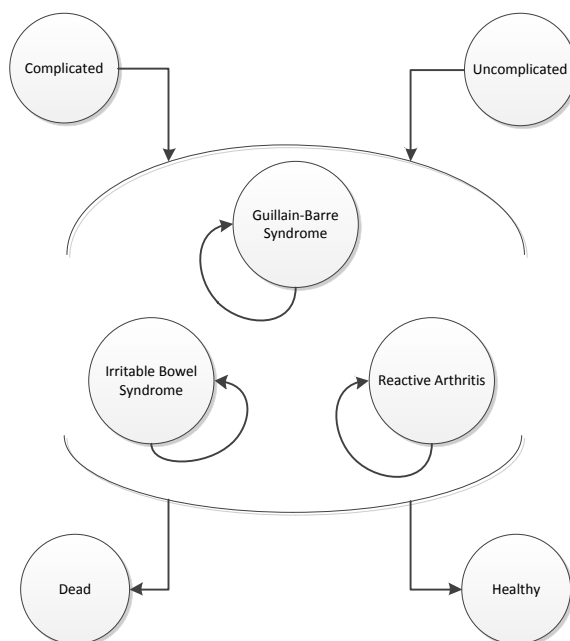 Complicated
Uncomplicated
Guillain-Barre
Syndrome
Irritable Bowel
Syndrome
Reactive Arthritis
Dead
Healthy